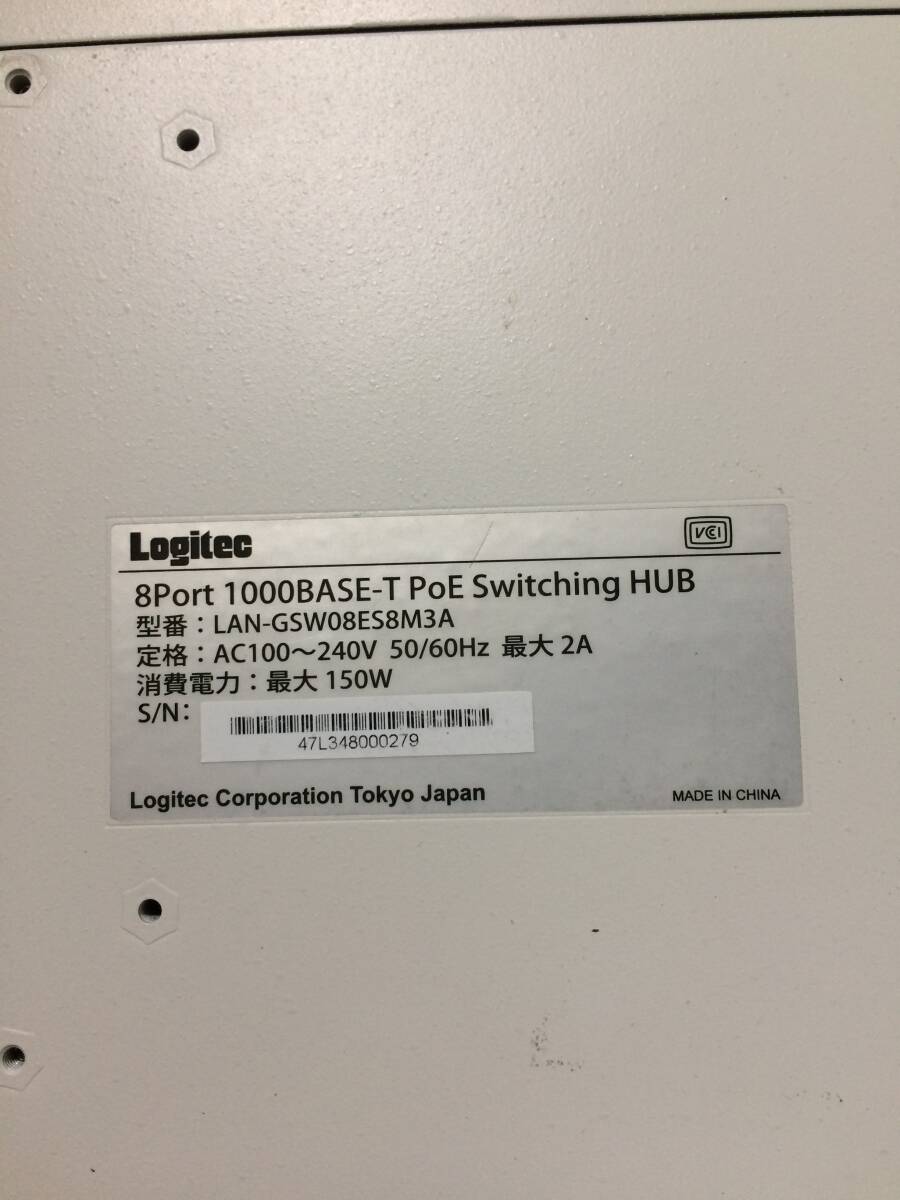 Logitec
VCCI
8Port 1000BASE-T PoE Switching HUB
型番：LAN-GSW08ES8M3A
定格：AC100～240V 50/60Hz 最大 2A
消費電力：最大 150W
S/N:
47L348000279
Logitec Corporation Tokyo Japan
MADE IN CHINA